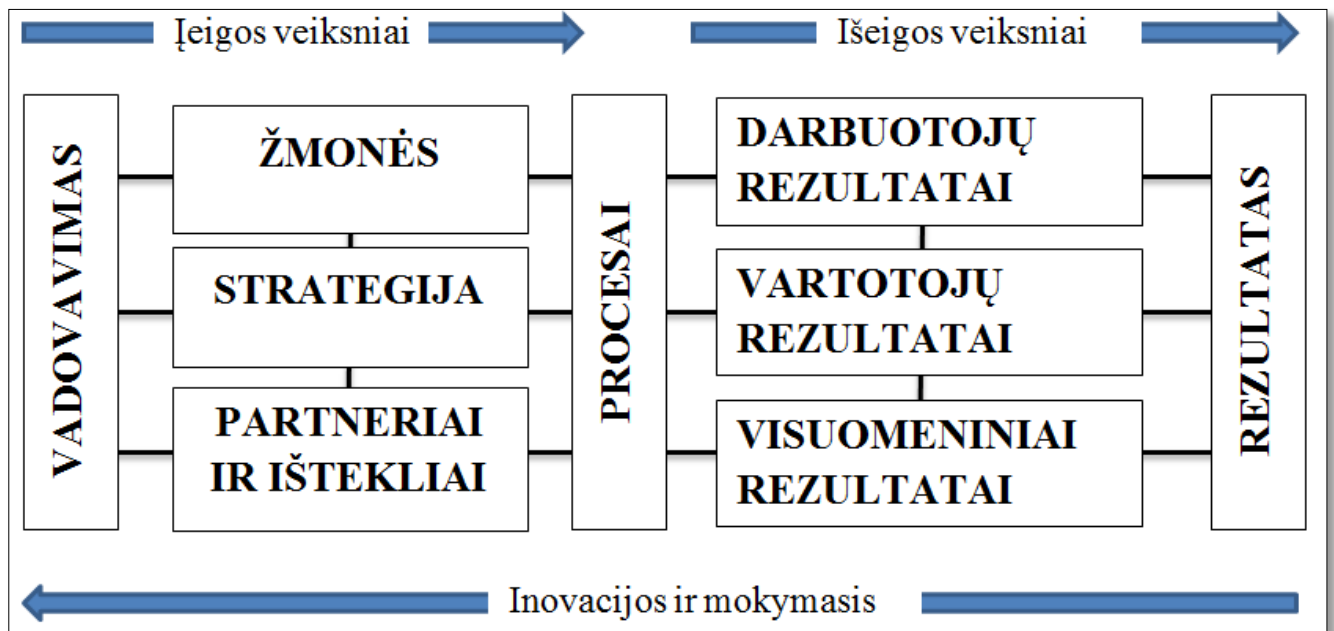 Įeigos veiksniai
Išeigos veiksniai
VADOVAVIMAS
ŽMONĖS
STRATEGIJA
PARTNERIAI
IR IŠTEKLIAI
PROCESAI
DARBUOTOJŲ
REZULTATAI
VARTOTOJŲ
REZULTATAI
VISUOMENINIAI
REZULTATAI
REZULTATAS
Inovacijos ir mokymasis